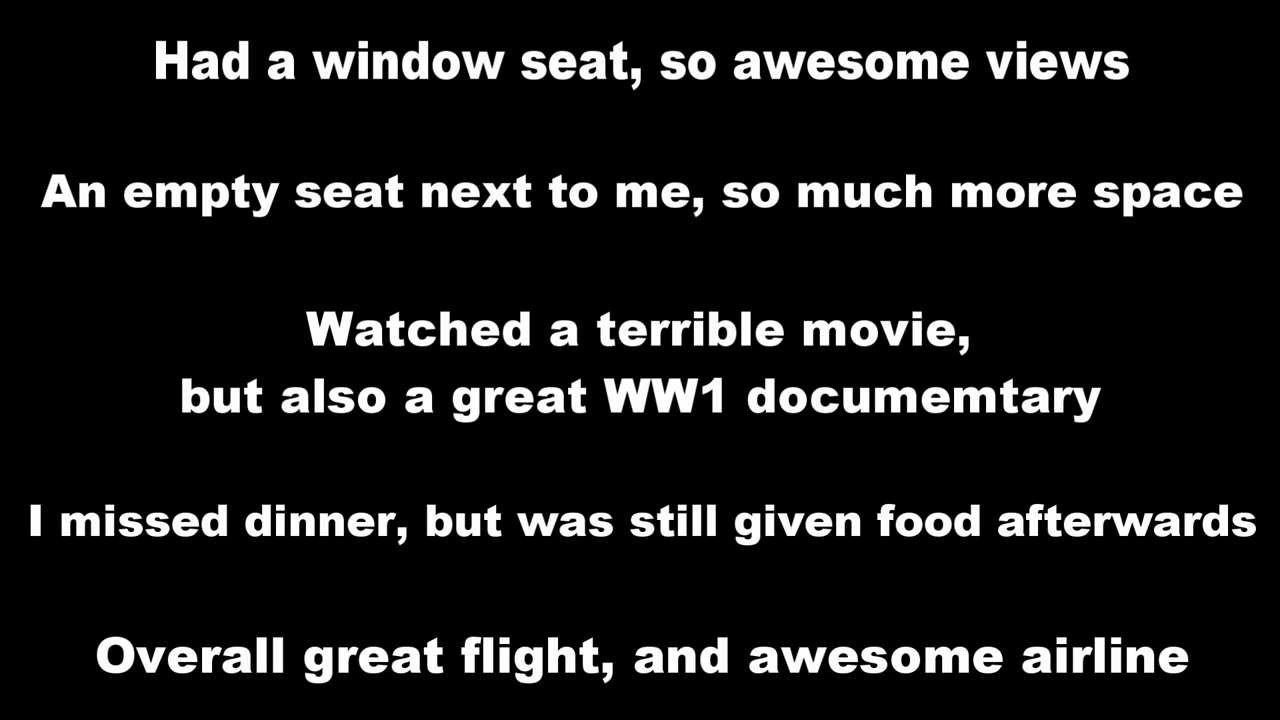 Had a window seat, so awesome views
An empty seat next to me, so much more space
Watched a terrible movie,
but also a great WW1 documemtary
I missed dinner, but was still given food afterwards
Overall great flight, and awesome airline